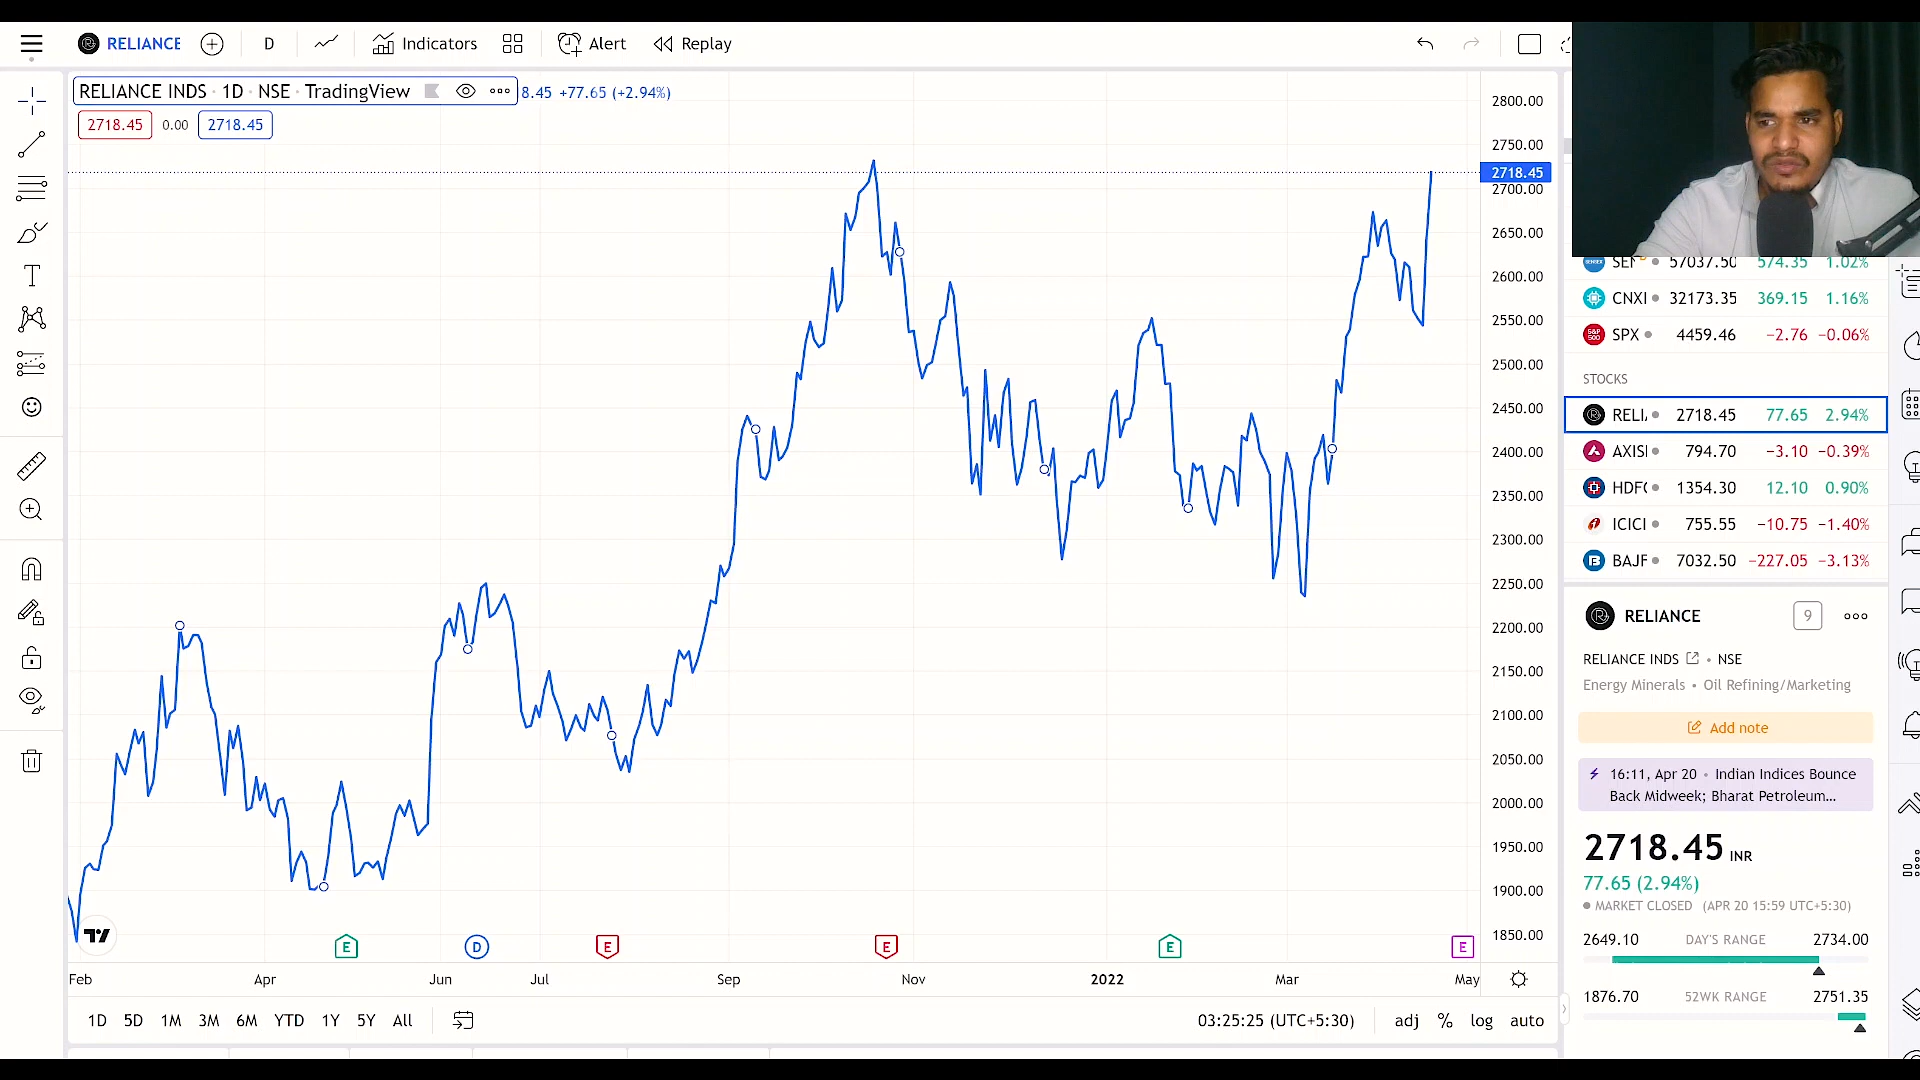 RELIANCE D Indicators Alert Replay
RELIANCE INDS · 1D · NSE · TradingView 8.45 +77.65 (+2.94%)
2718.45 0.00 2718.45
2800.00
2750.00
2718.45
2700.00
2650.00
2600.00
2550.00
2500.00
2450.00
2400.00
2350.00
2300.00
2250.00
2200.00
2150.00
2100.00
2050.00
2000.00
1950.00
1900.00
1850.00
E D E E E E
Feb Apr Jun Jul Sep Nov 2022 Mar May
1D 5D 1M 3M 6M YTD 1Y 5Y All 03:25:25 (UTC+5:30) adj % log auto
57037.50 574.35 1.02%
CNXI 32173.35 369.15 1.16%
SPX 4459.46 −2.76 −0.06%
STOCKS
RELI 2718.45 77.65 2.94%
AXISI 794.70 −3.10 −0.39%
HDF 1354.30 12.10 0.90%
ICICI 755.55 −10.75 −1.40%
BAJF 7032.50 −227.05 −3.13%
RELIANCE 9
RELIANCE INDS • NSE
Energy Minerals • Oil Refining/Marketing
Add note
16:11, Apr 20 • Indian Indices Bounce
Back Midweek; Bharat Petroleum...
2718.45 INR
77.65 (2.94%)
MARKET CLOSED (APR 20 15:59 UTC+5:30)
2649.10 DAY'S RANGE 2734.00
1876.70 52WK RANGE 2751.35